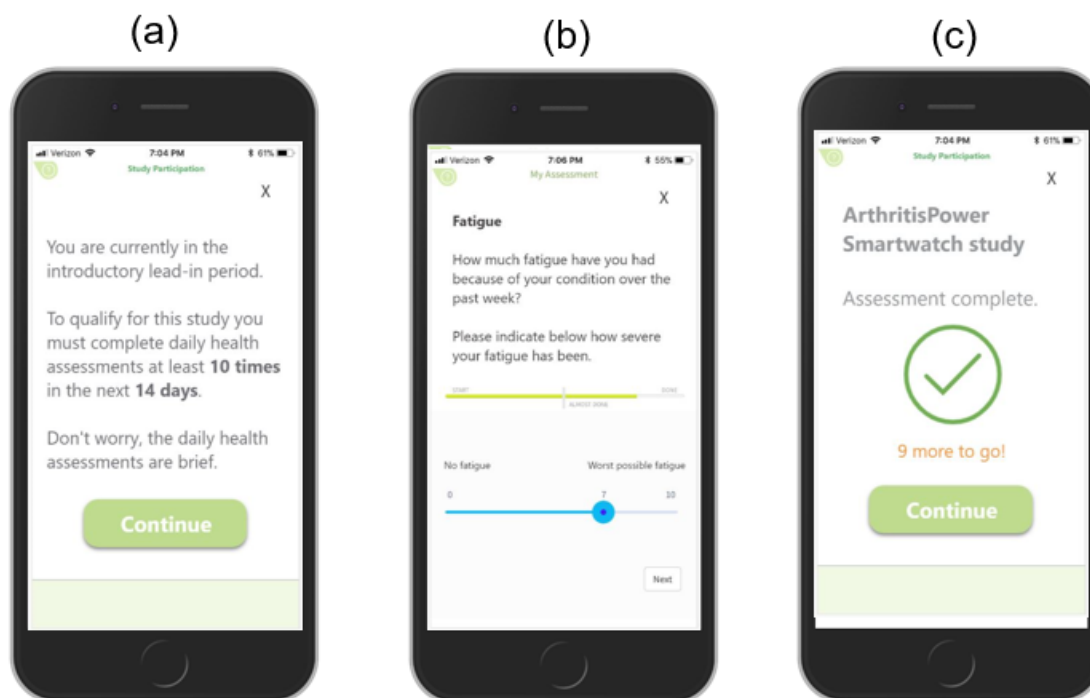 (a)
Verizon 7:04 PM 61%
Study Participation
X
You are currently in the
introductory lead-in period.
To qualify for this study you
must complete daily health
assessments at least 10 times
in the next 14 days.
Don't worry, the daily health
assessments are brief.
Continue
(b)
Verizon 7:06 PM 55%
My Assessment
X
Fatigue
How much fatigue have you had
because of your condition over the
past week?
Please indicate below how severe
your fatigue has been.
START DONE
ALMOST DONE
No fatigue Worst possible fatigue
0 7 10
Next
(c)
Verizon 7:04 PM 61%
Study Participation
X
ArthritisPower
Smartwatch study
Assessment complete.
9 more to go!
Continue